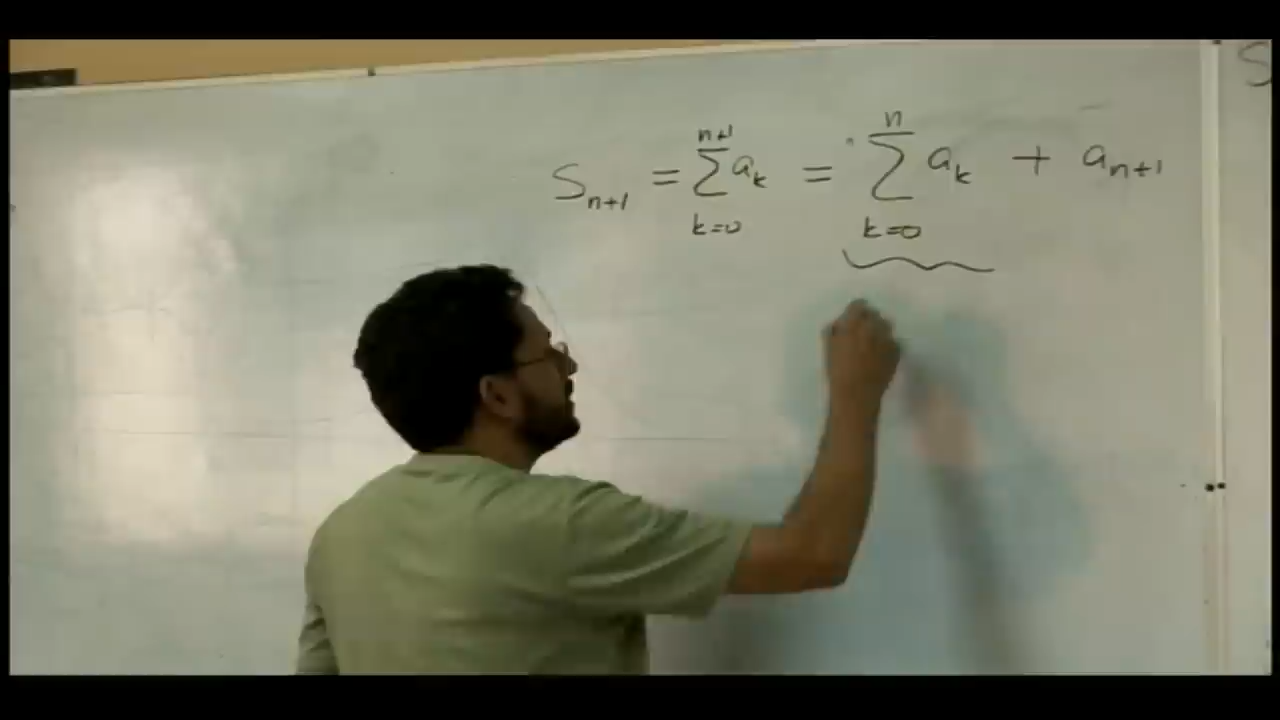 S_{n+1} = \sum_{k=0}^{n+1} a_k = \sum_{k=0}^{n} a_k + a_{n+1}
S